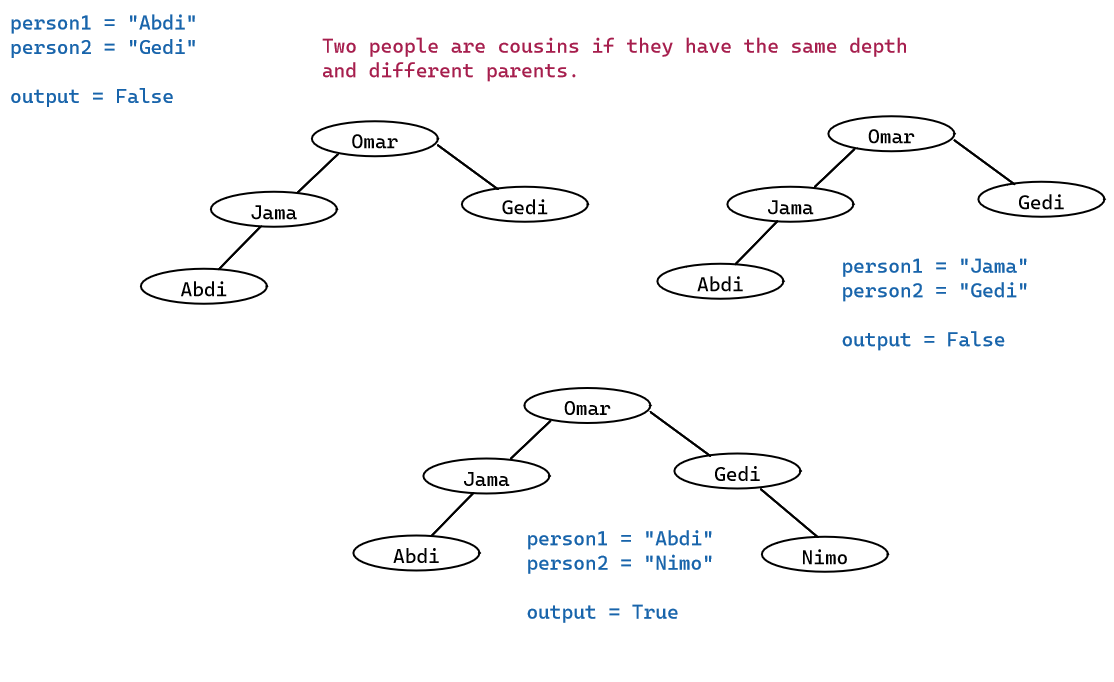 person1 = "Abdi"
person2 = "Gedi"
output = False
Two people are cousins if they have the same depth
and different parents.
Omar
Jama
Gedi
Abdi
Omar
Jama
Gedi
Abdi
person1 = "Jama"
person2 = "Gedi"
output = False
Omar
Jama
Gedi
Abdi
Nimo
person1 = "Abdi"
person2 = "Nimo"
output = True